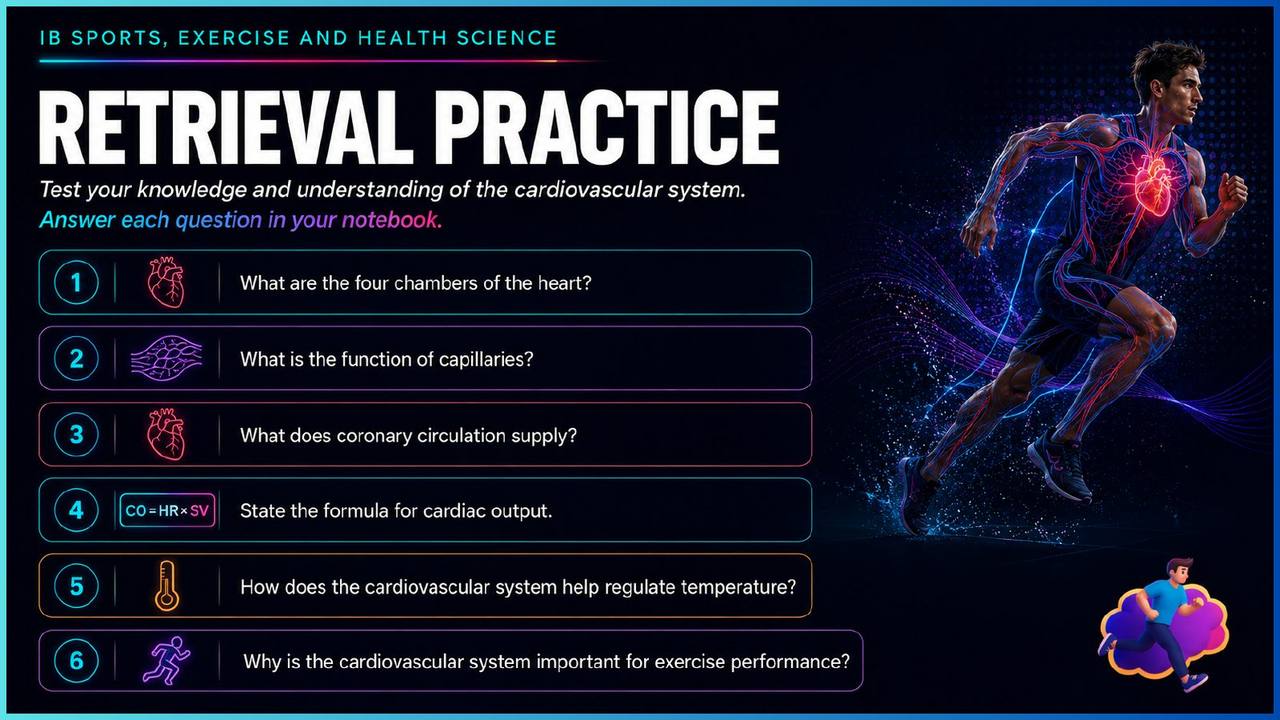 IB SPORTS, EXERCISE AND HEALTH SCIENCE
RETRIEVAL PRACTICE
Test your knowledge and understanding of the cardiovascular system.
Answer each question in your notebook.
1 What are the four chambers of the heart?
2 What is the function of capillaries?
3 What does coronary circulation supply?
4 CO=HR×SV State the formula for cardiac output.
5 How does the cardiovascular system help regulate temperature?
6 Why is the cardiovascular system important for exercise performance?